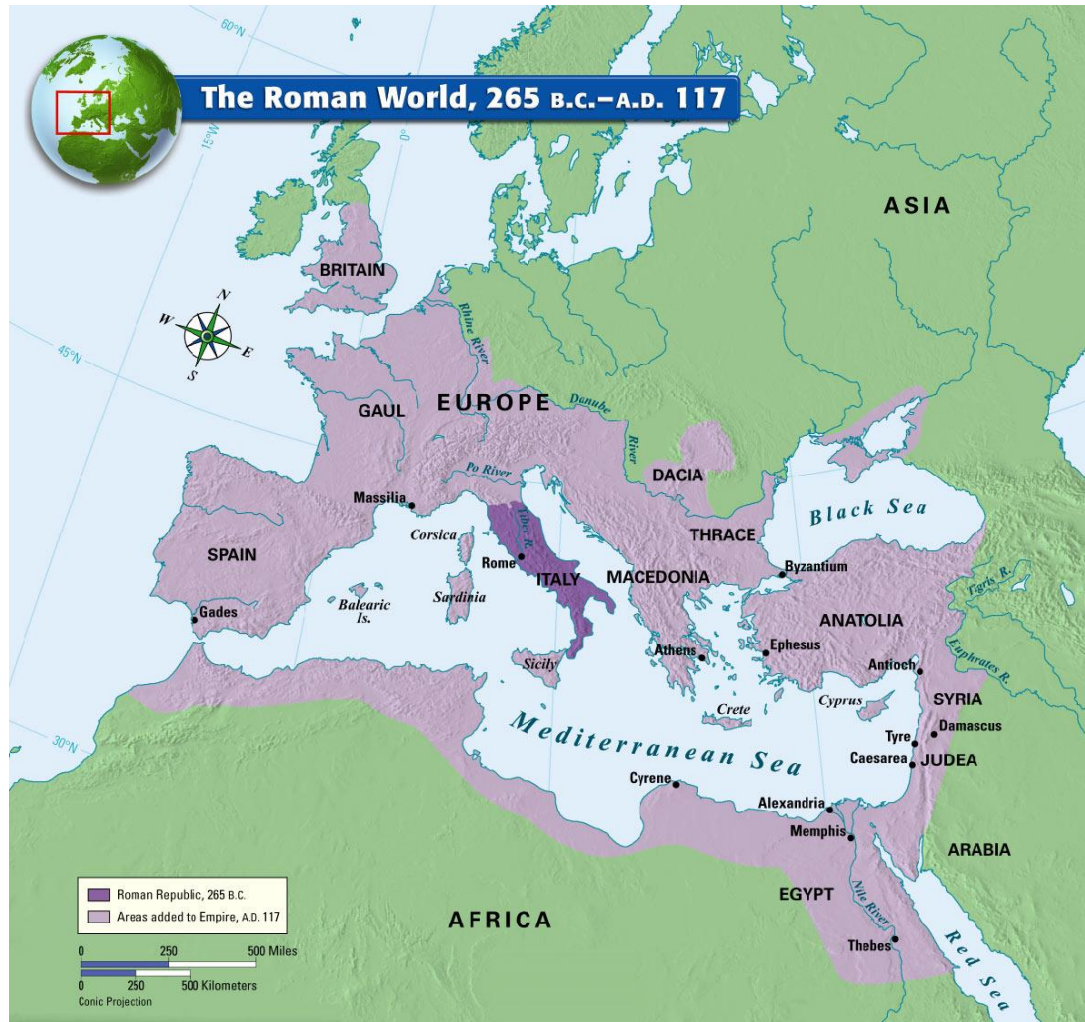 60°N
The Roman World, 265 B.C.–A.D. 117
15°W
0°
ASIA
BRITAIN
N
W
E
S
45°N
Rhine River
EUROPE
GAUL
Danube
River
Po River
DACIA
Massilia
Black Sea
Corsica
Tiber R.
THRACE
SPAIN
Rome
ITALY
MACEDONIA
Byzantium
Tigris R.
Balearic
Is.
Sardinia
Gades
ANATOLIA
Ephesus
Athens
Euphrates R.
Sicily
Antioch
Crete
Cyprus
SYRIA
Damascus
Mediterranean Sea
Tyre
30°N
Caesarea
JUDEA
Cyrene
Alexandria
Memphis
ARABIA
EGYPT
Nile River
Roman Republic, 265 B.C.
Areas added to Empire, A.D. 117
AFRICA
Thebes
Red Sea
0 250 500 Miles
0 250 500 Kilometers
Conic Projection